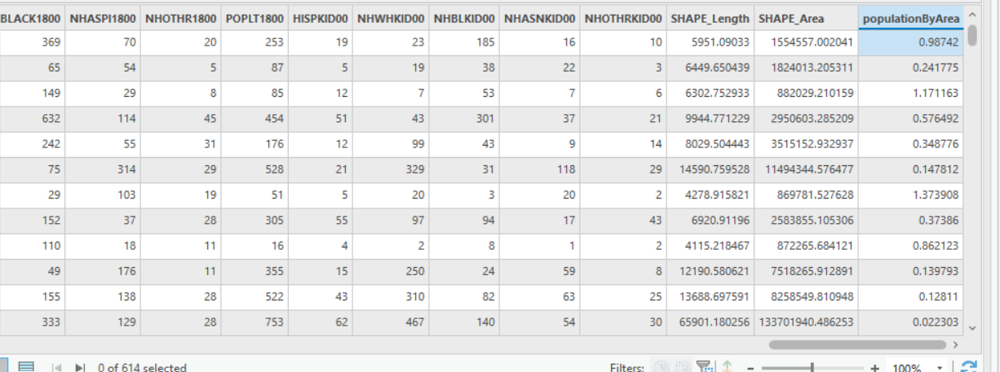 BLACK1800 NHASPI1800 NHOTHR1800 POPLT1800 HISPKID00 NHWHKID00 NHBLKID00 NHASNKID00 NHOTHRKID00 SHAPE_Length SHAPE_Area populationByArea
369 70 20 253 19 23 185 16 10 5951.09033 1554557.002041 0.98742
65 54 5 87 5 19 38 22 3 6449.650439 1824013.205311 0.241775
149 29 8 85 12 7 53 7 6 6302.752933 882029.210159 1.171163
632 114 45 454 51 43 301 37 21 9944.771229 2950603.285209 0.576492
242 55 31 176 12 99 43 9 14 8029.504443 3515152.932937 0.348776
75 314 29 528 21 329 31 118 29 14590.759528 11494344.576477 0.147812
29 103 19 51 5 20 3 20 2 4278.915821 869781.527628 1.373908
152 37 28 305 55 97 94 17 43 6920.91196 2583855.105306 0.37386
110 18 11 16 4 2 8 1 2 4115.218467 872265.684121 0.862123
49 176 11 355 15 250 24 59 8 12190.580621 7518265.912891 0.139793
155 138 28 522 43 310 82 63 25 13688.697591 8258549.810948 0.12811
333 129 28 753 62 467 140 54 30 65901.180256 133701940.486253 0.022303
0 of 614 selected Filters: - + 100%